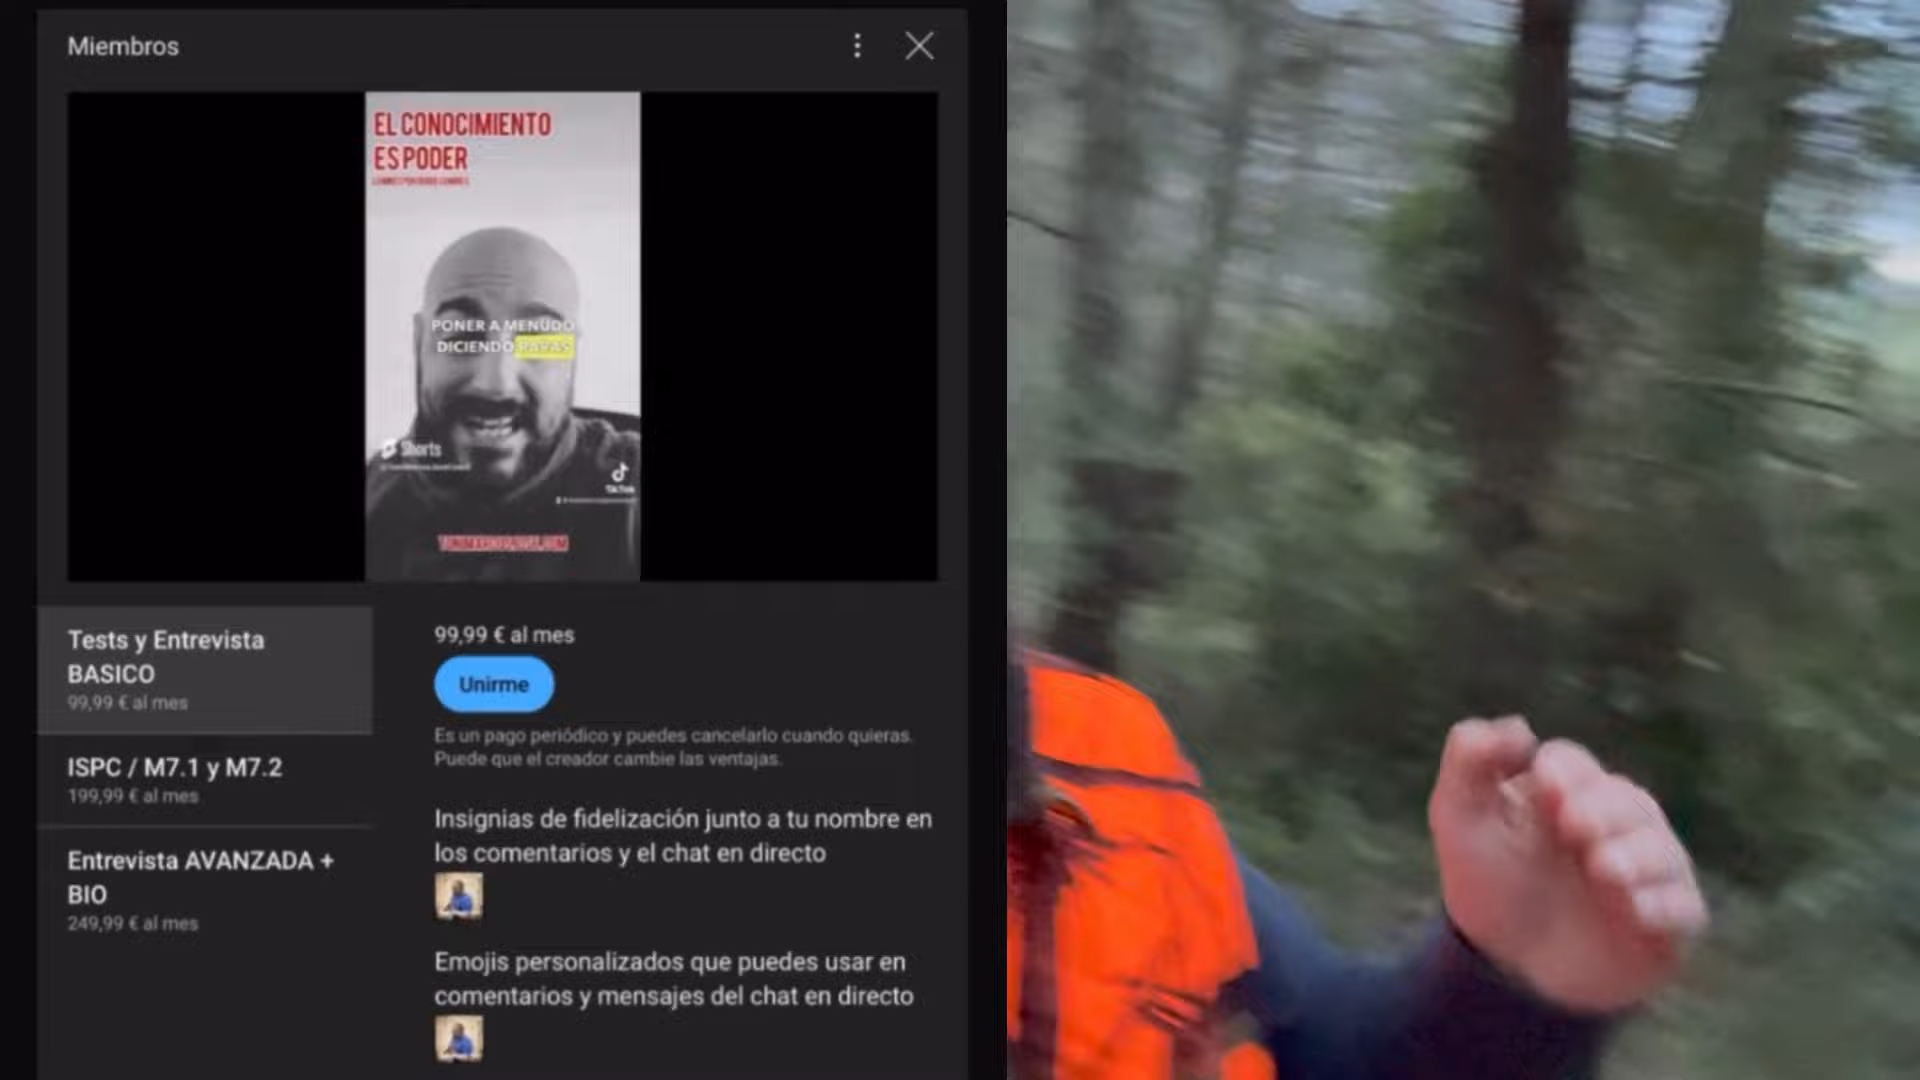 Miembros
EL CONOCIMIENTO
ES PODER
PONER A MENUDO
DICIENDO
Shorts
TikTok
Tests y Entrevista
BASICO
99,99 € al mes
ISPC / M7.1 y M7.2
199,99 € al mes
Entrevista AVANZADA +
BIO
249,99 € al mes
99,99 € al mes
Unirme
Es un pago periódico y puedes cancelarlo cuando quieras.
Puede que el creador cambie las ventajas.
Insignias de fidelización junto a tu nombre en
los comentarios y el chat en directo
Emojis personalizados que puedes usar en
comentarios y mensajes del chat en directo